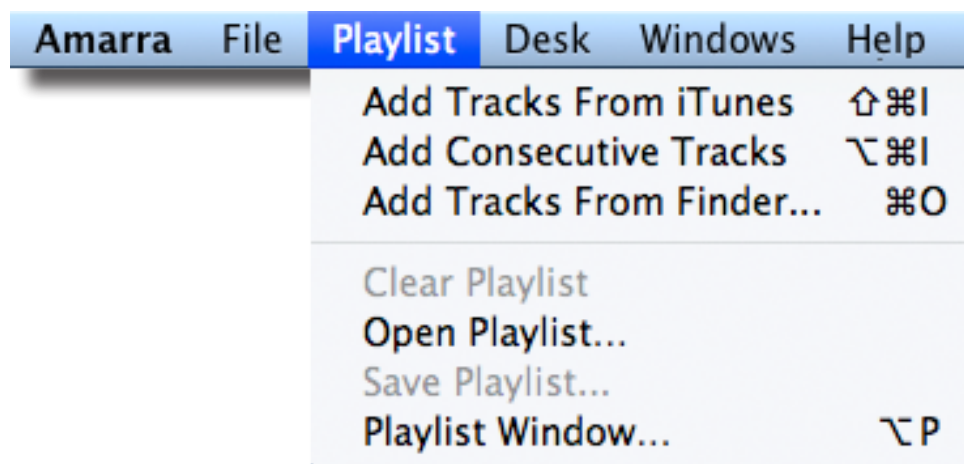 Amarra File Playlist Desk Windows Help
Add Tracks From iTunes ⇧⌘I
Add Consecutive Tracks ⌥⌘I
Add Tracks From Finder... ⌘O
Clear Playlist
Open Playlist...
Save Playlist...
Playlist Window... ⌥P